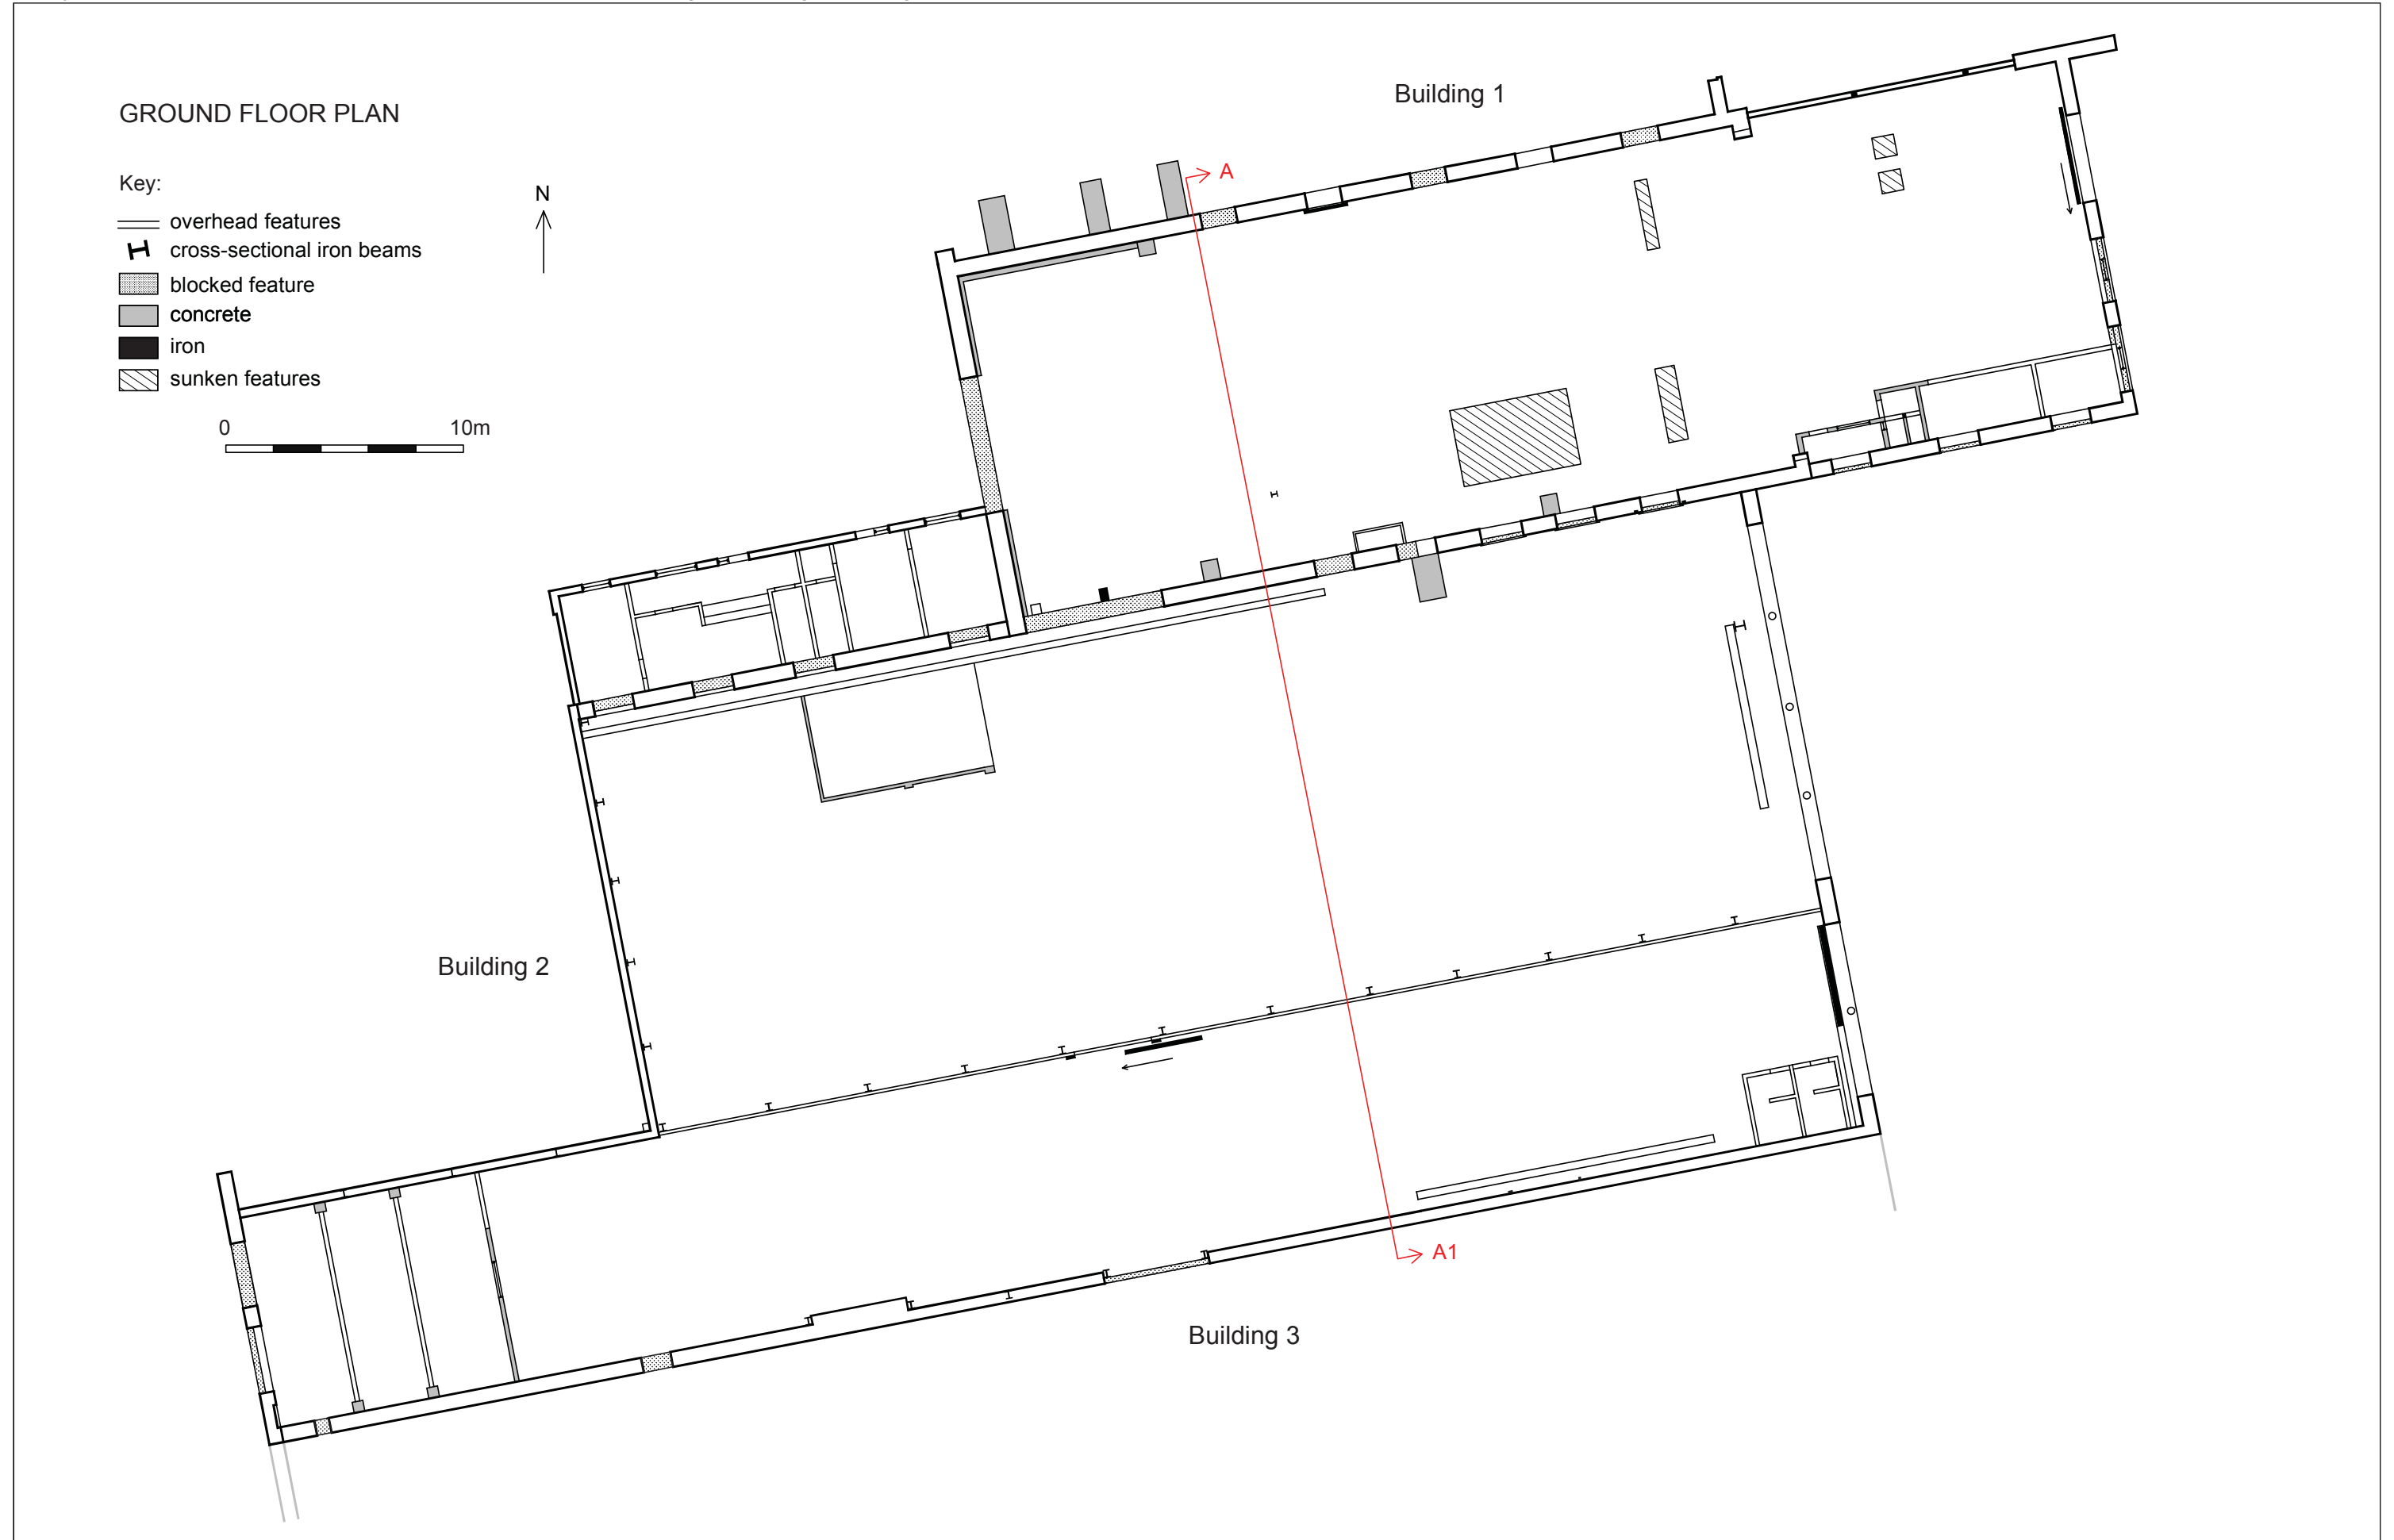 Building 1
GROUND FLOOR PLAN
Key:
A
N
overhead features
cross-sectional iron beams
blocked feature
concrete
iron
sunken features
0 10m
Building 2
A1
Building 3